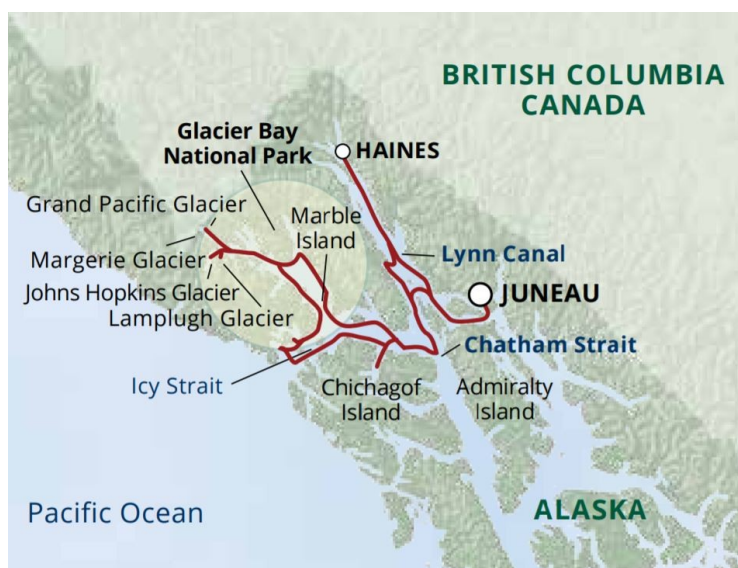 BRITISH COLUMBIA
CANADA
Glacier Bay
National Park
HAINES
Grand Pacific Glacier
Marble
Island
Margerie Glacier
Lynn Canal
Johns Hopkins Glacier
JUNEAU
Lamplugh Glacier
Chatham Strait
Icy Strait
Chichagof
Island
Admiralty
Island
Pacific Ocean
ALASKA